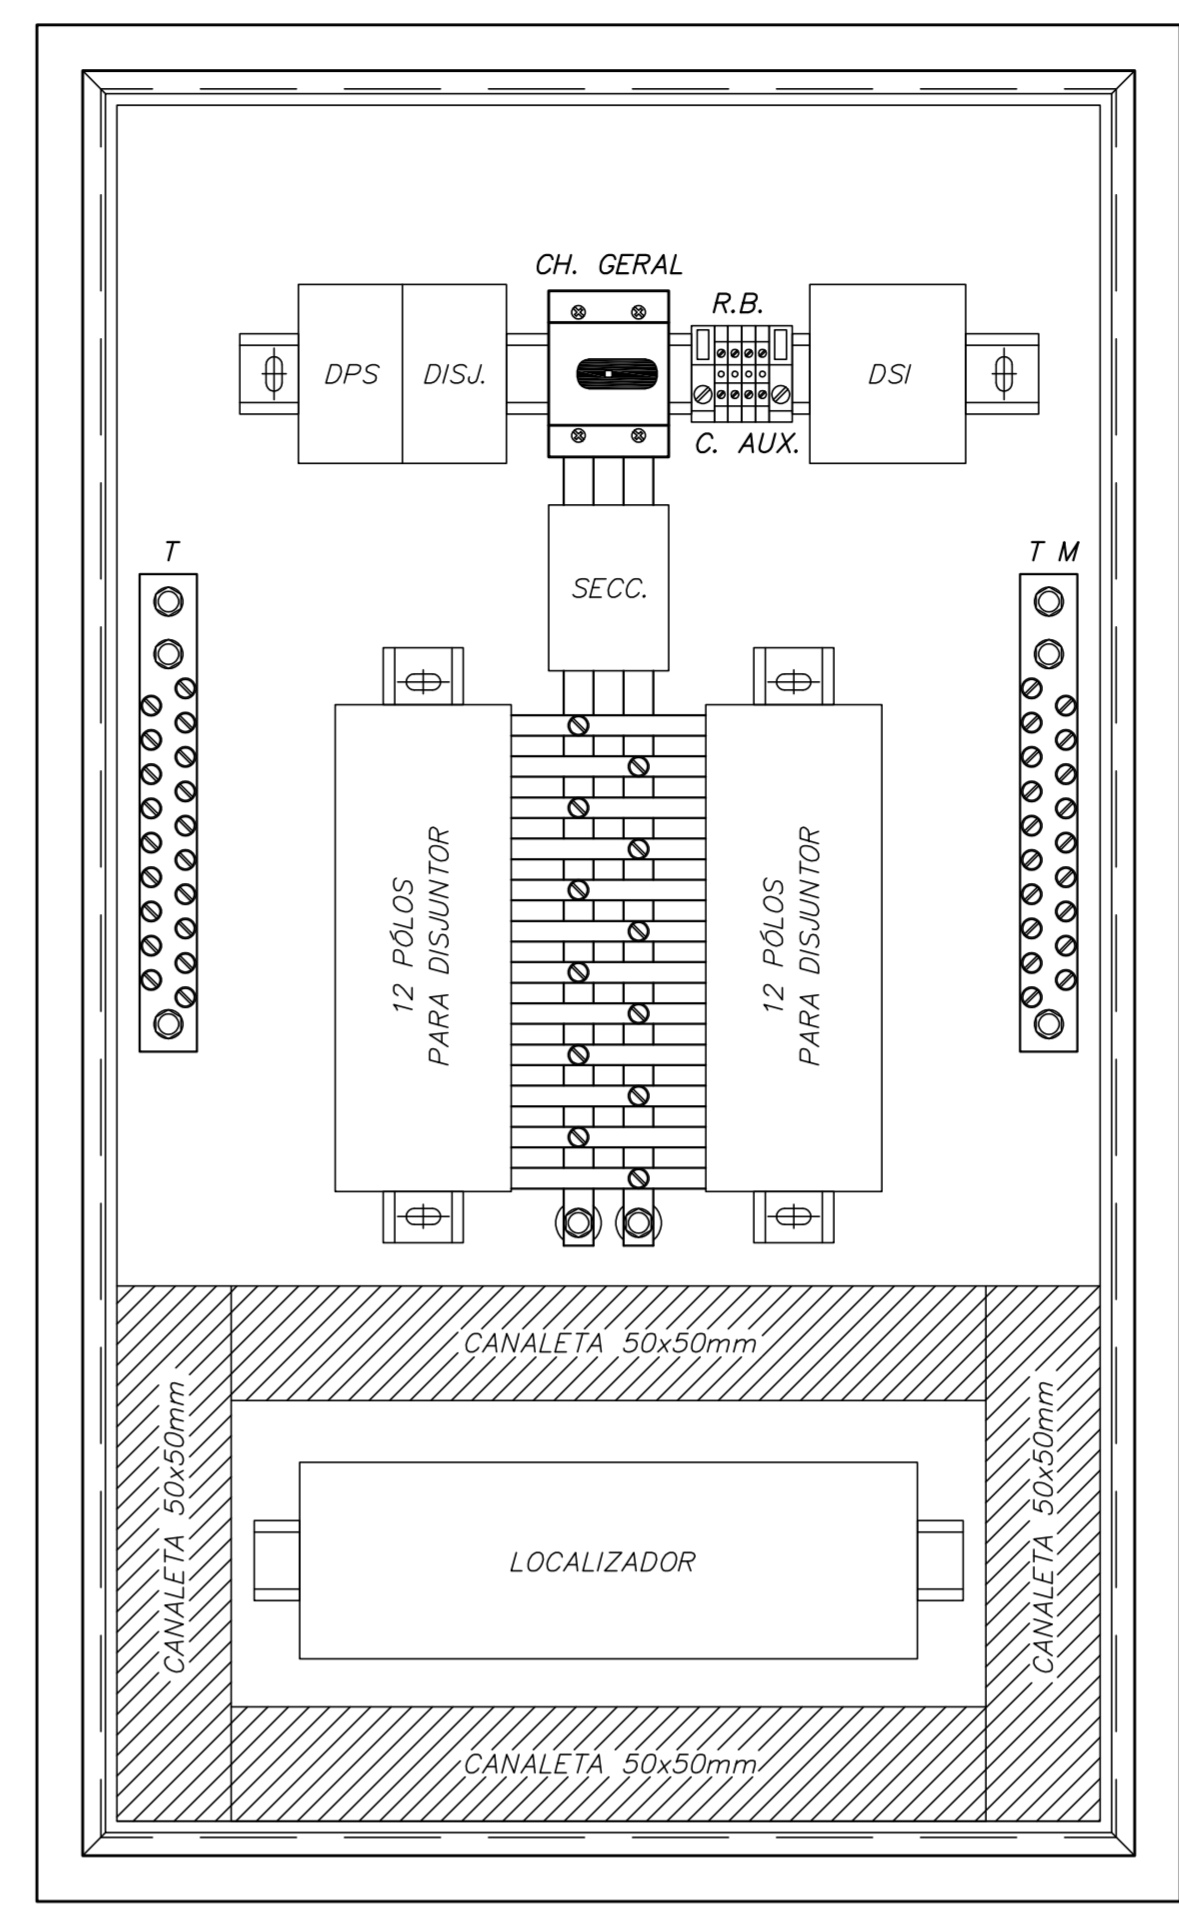 CH. GERAL
R.B.
DPS
DISJ.
DSI
C. AUX.
T
T M
SECC.
12 PÓLOS
PARA DISJUNTOR
12 PÓLOS
PARA DISJUNTOR
CANALETA 50x50mm
CANALETA 50x50mm
CANALETA 50x50mm
LOCALIZADOR
CANALETA 50x50mm